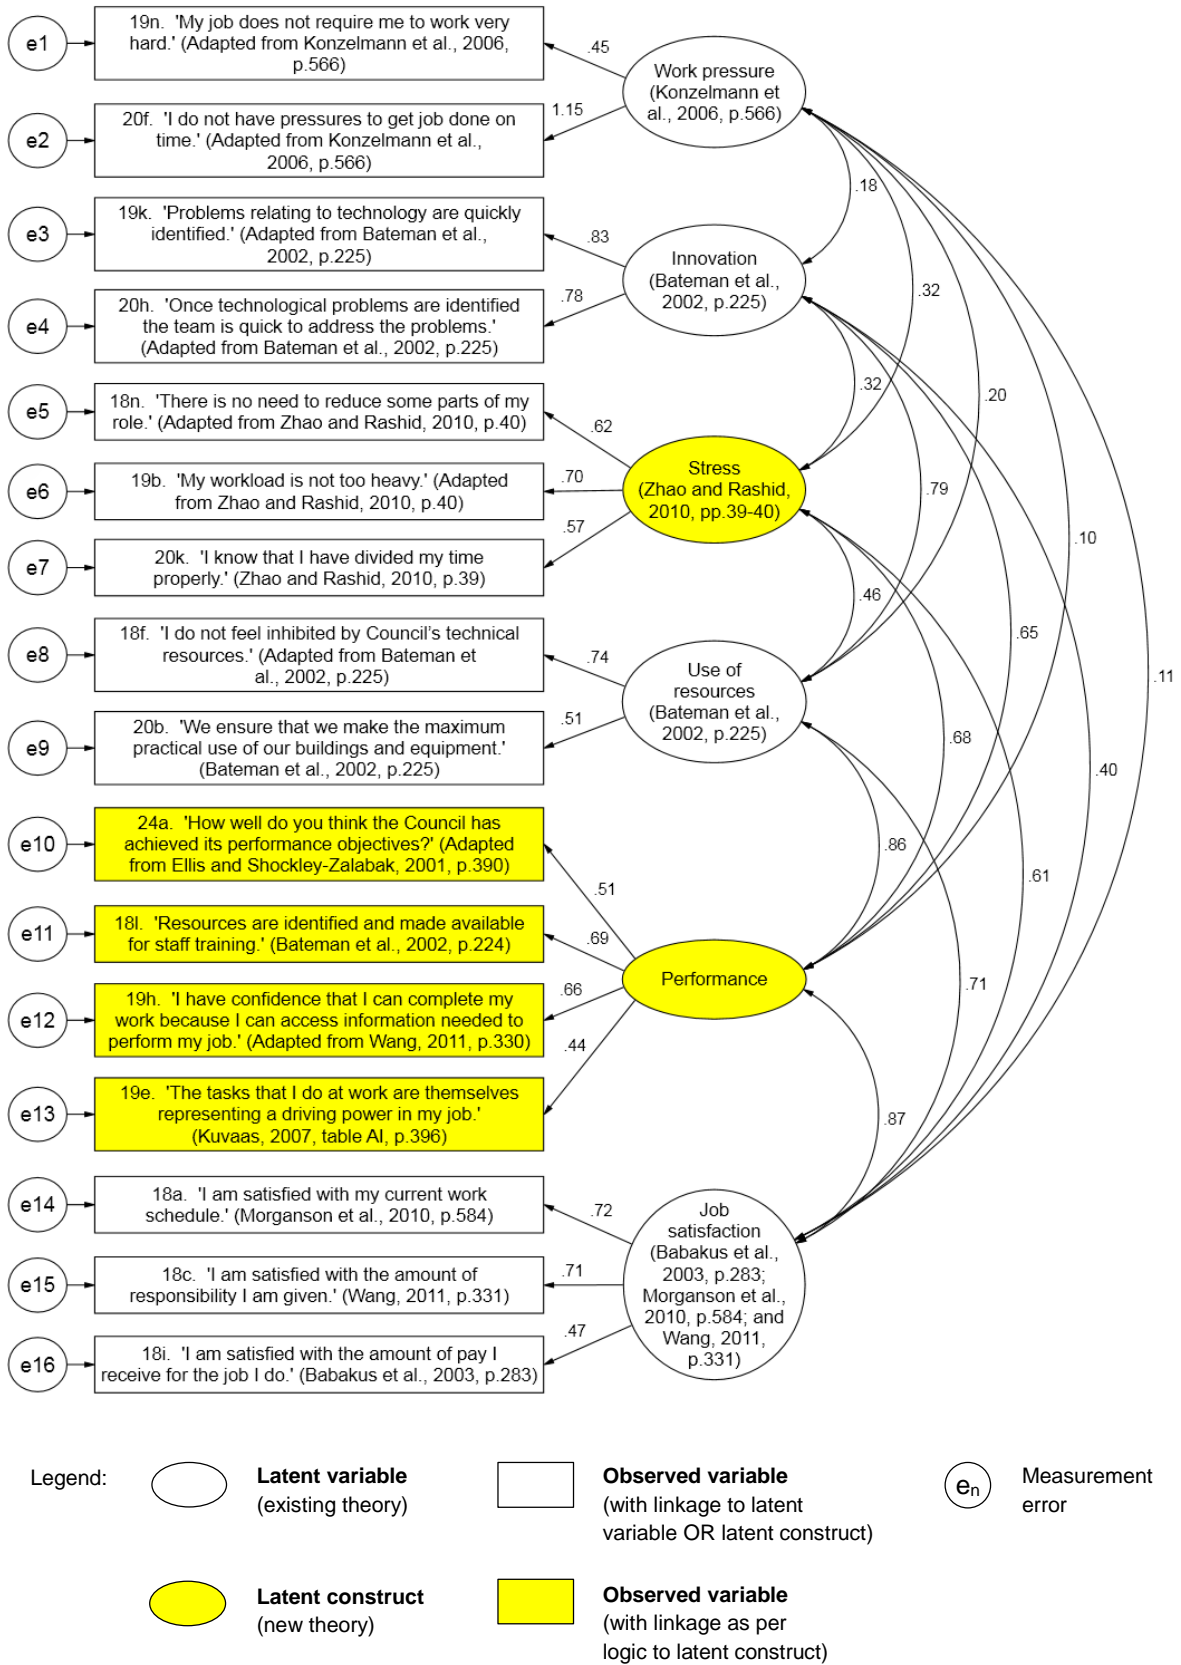 e1
19n.  'My job does not require me to work very
hard.' (Adapted from Konzelmann et al., 2006,
p.566)
.45
Work pressure
(Konzelmann et
al., 2006, p.566)
e2
20f.  'I do not have pressures to get job done on
time.' (Adapted from Konzelmann et al.,
2006, p.566)
1.15
.18
e3
19k.  'Problems relating to technology are quickly
identified.' (Adapted from Bateman et al.,
2002, p.225)
.83
Innovation
(Bateman et al.,
2002, p.225)
.32
e4
20h.  'Once technological problems are identified
the team is quick to address the problems.'
(Adapted from Bateman et al., 2002, p.225)
.78
.32
.20
e5
18n.  'There is no need to reduce some parts of my
role.' (Adapted from Zhao and Rashid, 2010, p.40)
.62
Stress
(Zhao and Rashid,
2010, pp.39-40)
.79
.10
e6
19b.  'My workload is not too heavy.' (Adapted
from Zhao and Rashid, 2010, p.40)
.70
e7
20k.  'I know that I have divided my time
properly.' (Zhao and Rashid, 2010, p.39)
.57
.46
.65
e8
18f.  'I do not feel inhibited by Council's technical
resources.' (Adapted from Bateman et
al., 2002, p.225)
.74
Use of
resources
(Bateman et al.,
2002, p.225)
.11
e9
20b.  'We ensure that we make the maximum
practical use of our buildings and equipment.'
(Bateman et al., 2002, p.225)
.51
.68
.40
e10
24a.  'How well do you think the Council has
achieved its performance objectives?' (Adapted
from Ellis and Shockley-Zalabak, 2001, p.390)
.51
.86
.61
e11
18l.  'Resources are identified and made available
for staff training.' (Bateman et al., 2002, p.224)
.69
Performance
.71
e12
19h.  'I have confidence that I can complete my
work because I can access information needed to
perform my job.' (Adapted from Wang, 2011, p.330)
.66
e13
19e.  'The tasks that I do at work are themselves
representing a driving power in my job.'
(Kuvaas, 2007, table AI, p.396)
.44
.87
e14
18a.  'I am satisfied with my current work
schedule.' (Morganson et al., 2010, p.584)
.72
Job
satisfaction
(Babakus et al.,
2003, p.283;
Morganson et al.,
2010, p.584; and
Wang, 2011,
p.331)
e15
18c.  'I am satisfied with the amount of
responsibility I am given.' (Wang, 2011, p.331)
.71
e16
18i.  'I am satisfied with the amount of pay I
receive for the job I do.' (Babakus et al., 2003, p.283)
.47
Legend:
Latent variable
(existing theory)
Observed variable
(with linkage to latent
variable OR latent construct)
en
Measurement
error
Latent construct
(new theory)
Observed variable
(with linkage as per
logic to latent construct)